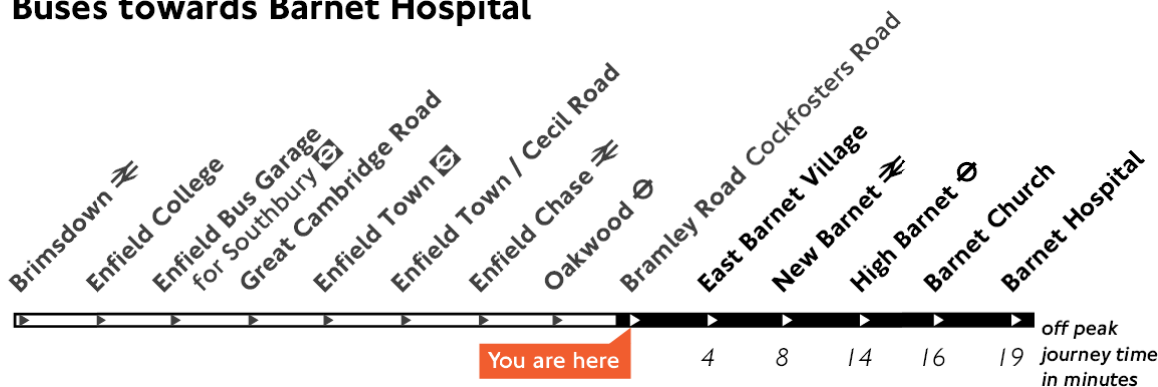 Buses towards Barnet Hospital
Brimsdown
Enfield College
Enfield Bus Garage
for Southbury
Great Cambridge Road
Enfield Town
Enfield Town / Cecil Road
Enfield Chase
Oakwood
Bramley Road Cockfosters Road
East Barnet Village
New Barnet
High Barnet
Barnet Church
Barnet Hospital
You are here
4
8
14
16
19
off peak
journey time
in minutes